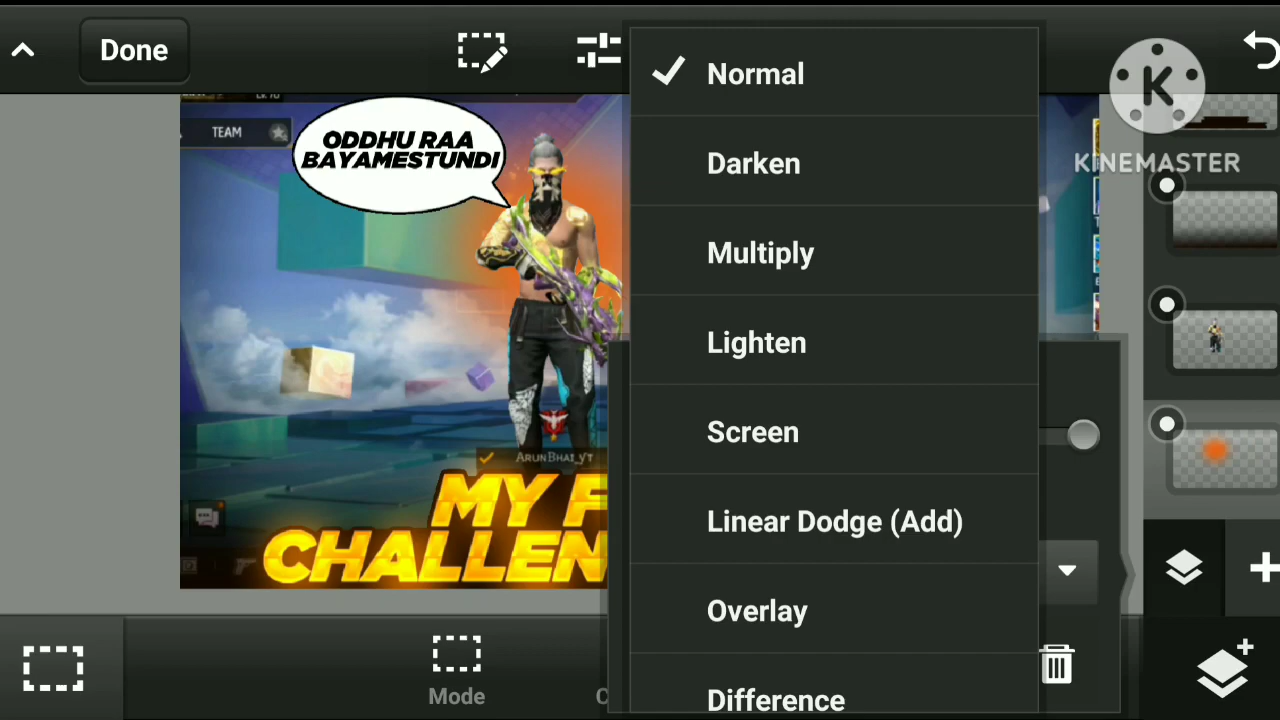 Done
Normal
Darken
Multiply
Lighten
Screen
Linear Dodge (Add)
Overlay
Difference
K
KINEMASTER
TEAM
ODDHU RAA
BAYAMESTUNDI
ARUNBHAI_YT
MY F
CHALLEN
Mode
C